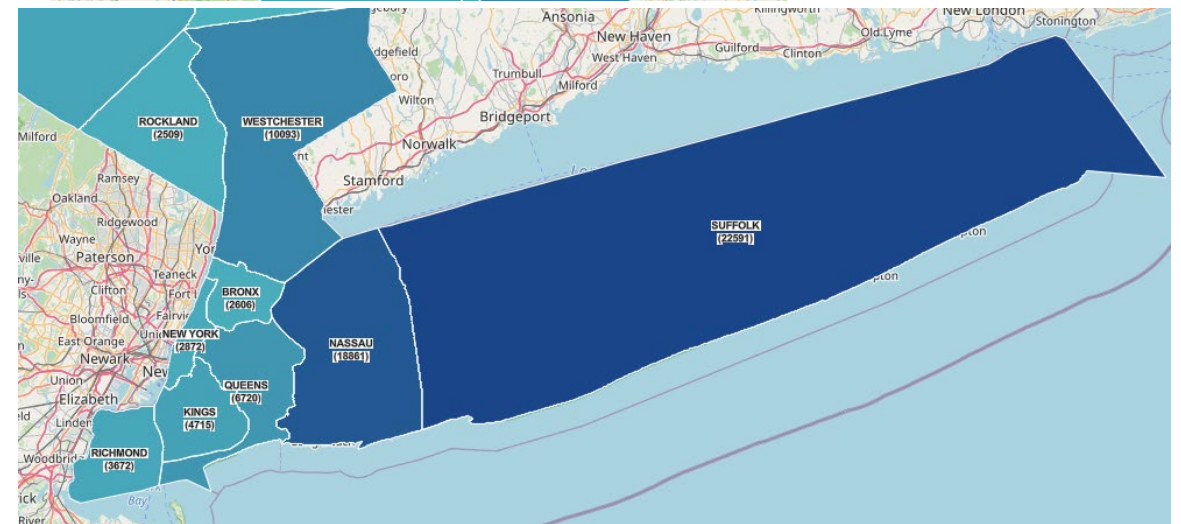 Ansonia
Killingworth
New London
Stonington
New Haven
Old Lyme
West Haven
Guilford
Clinton
Trumbull
Milford
Wilton
Bridgeport
Norwalk
Stamford
ROCKLAND
(2509)
WESTCHESTER
(10093)
Milford
Ramsey
Oakland
Ridgewood
Wayne
Paterson
Teaneck
Clifton
Bloomfield
East Orange
Newark
Union
Elizabeth
SUFFOLK
(22591)
BRONX
(2606)
NEW YORK
(2872)
NASSAU
(18861)
QUEENS
(6720)
KINGS
(4715)
RICHMOND
(3672)
Bay
River